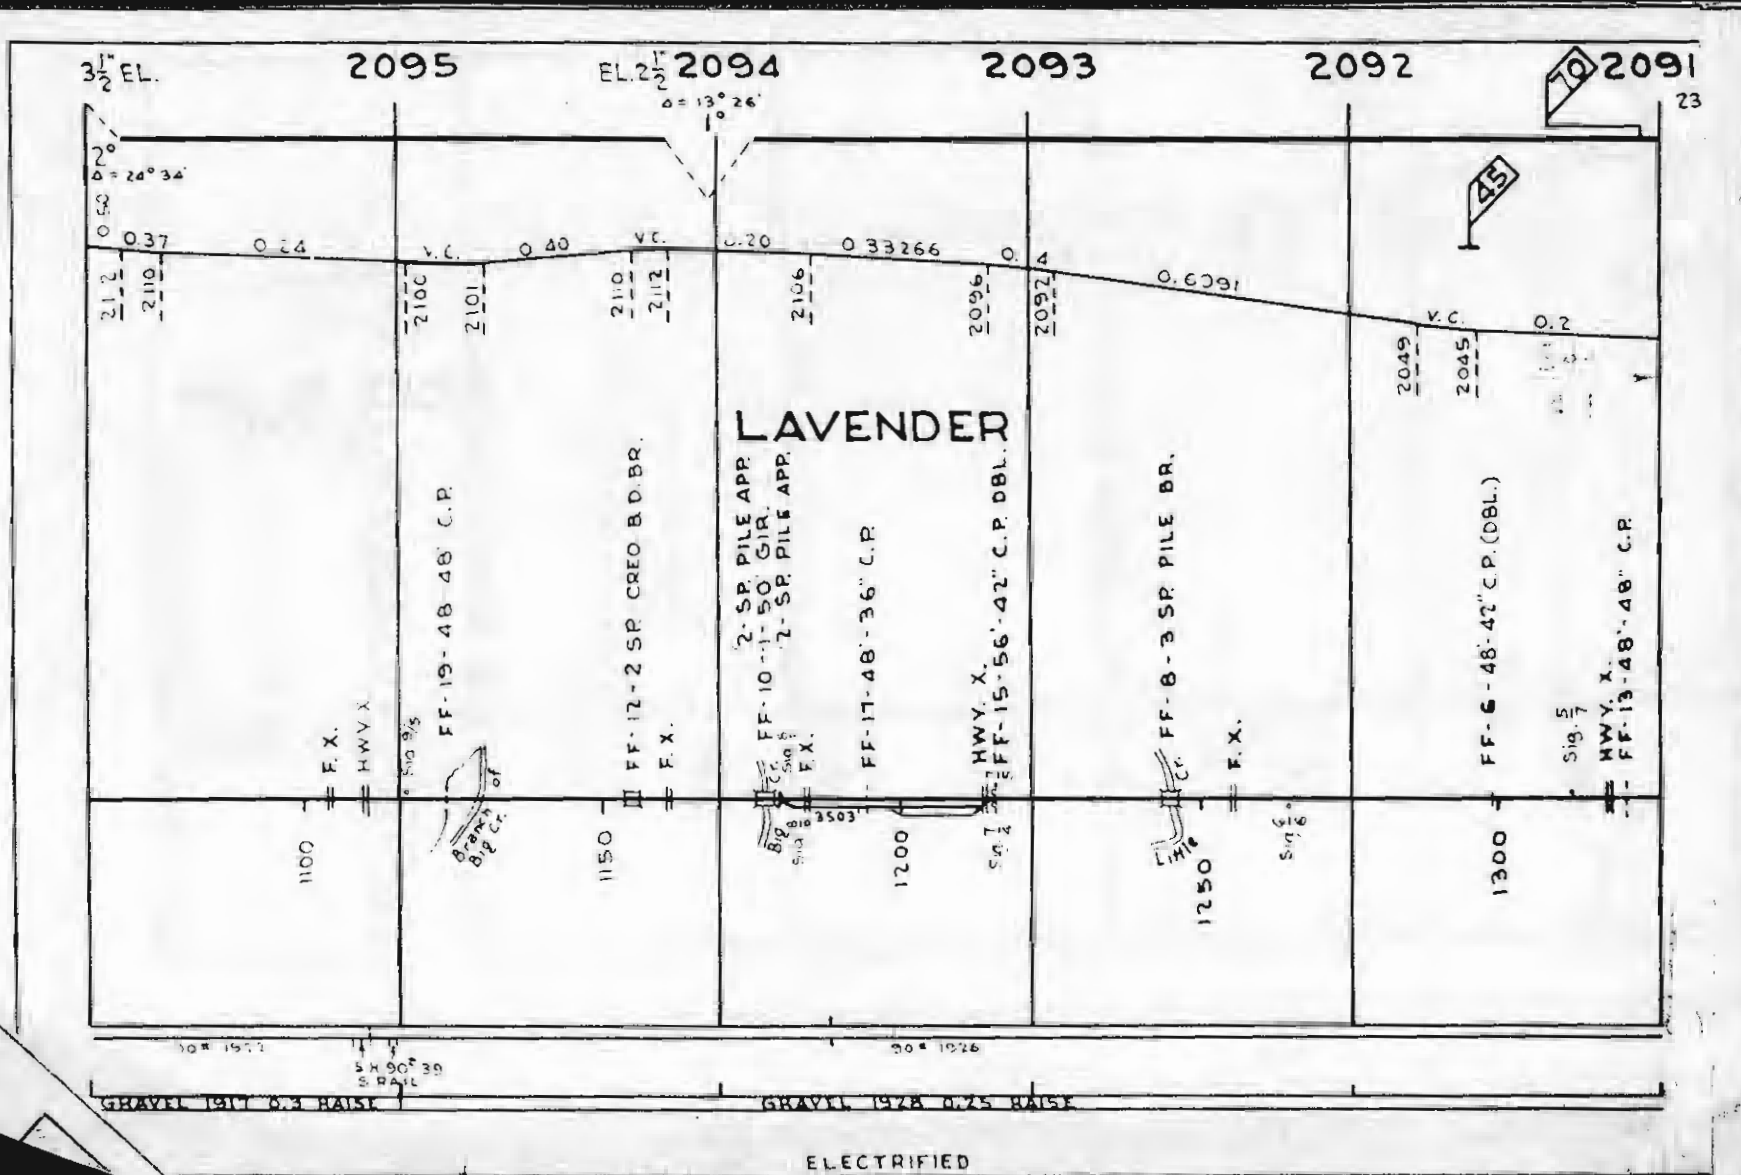 3½" EL.
2095
EL. 2½"
2094
2093
2092
70
2091
Δ = 13° 26'
1°
23
2°
Δ = 24° 34'
45
0.50
0.37
V.C.
0.40
V.C.
0.20
0.33266
0.6091
V.C.
0.2
2112
2110
2100
2101
2110
2112
2106
2096
2092
2049
2045
LAVENDER
F. X.
HWY X
Sig 9/5
FF-19-48'-48" C.P.
FF-12-2 SP. CREO. B.D. BR.
F. X.
2-SP. PILE APP.
FF-10-1-50' GIR.
2-SP. PILE APP.
F. X.
FF-17-48'-36" C.P.
HWY. X.
FF-15-56'-42" C.P. DBL.
FF-8-3 SP. PILE BR.
F. X.
FF-6-48'-42" C.P. (DBL.)
Sig. 5/7
HWY. X.
FF-13-48'-48" C.P.
Branch of
Big Cr.
Big Cr.
3503'
Little Cr.
1100
1150
1200
1250
Sig. 6/6
1300
90# 1926
S. RAIL
GRAVEL 1917 0.3 RAISE
GRAVEL 1928 0.25 RAISE
ELECTRIFIED